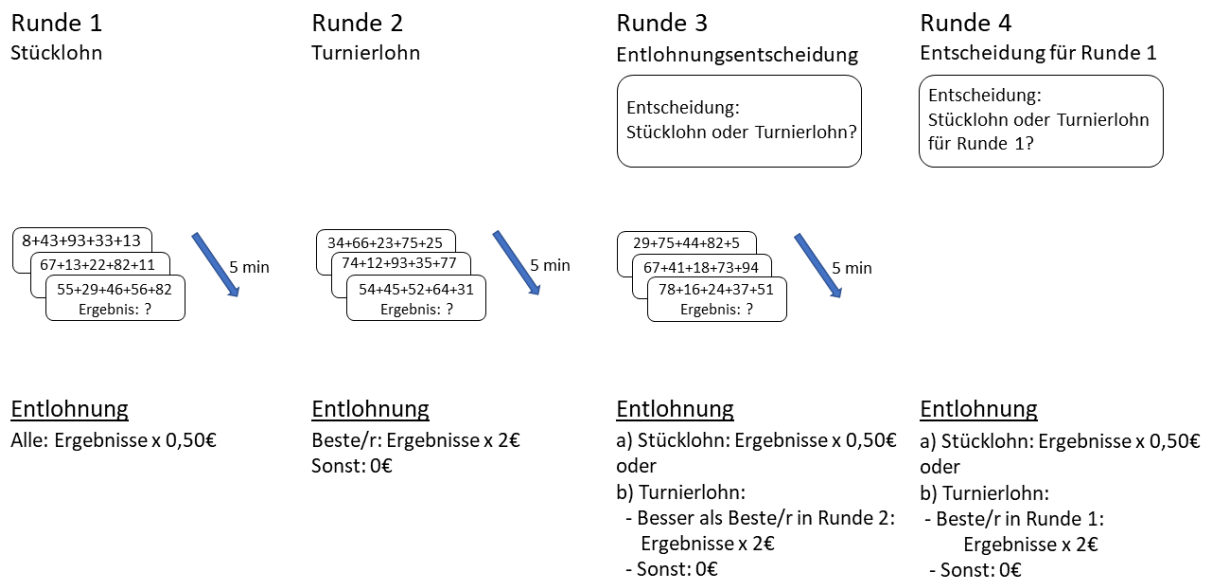 Runde 1
Stücklohn
8+43+93+33+13
67+13+22+82+11
55+29+46+56+82
Ergebnis: ?
5 min
Entlohnung
Alle: Ergebnisse x 0,50€
Runde 2
Turnierlohn
34+66+23+75+25
74+12+93+35+77
54+45+52+64+31
Ergebnis: ?
5 min
Entlohnung
Beste/r: Ergebnisse x 2€
Sonst: 0€
Runde 3
Entlohnungsentscheidung
Entscheidung:
Stücklohn oder Turnierlohn?
29+75+44+82+5
67+41+18+73+94
78+16+24+37+51
Ergebnis: ?
5 min
Entlohnung
a) Stücklohn: Ergebnisse x 0,50€
oder
b) Turnierlohn:
- Besser als Beste/r in Runde 2:
Ergebnisse x 2€
- Sonst: 0€
Runde 4
Entscheidung für Runde 1
Entscheidung:
Stücklohn oder Turnierlohn
für Runde 1?
Entlohnung
a) Stücklohn: Ergebnisse x 0,50€
oder
b) Turnierlohn:
- Beste/r in Runde 1:
Ergebnisse x 2€
- Sonst: 0€